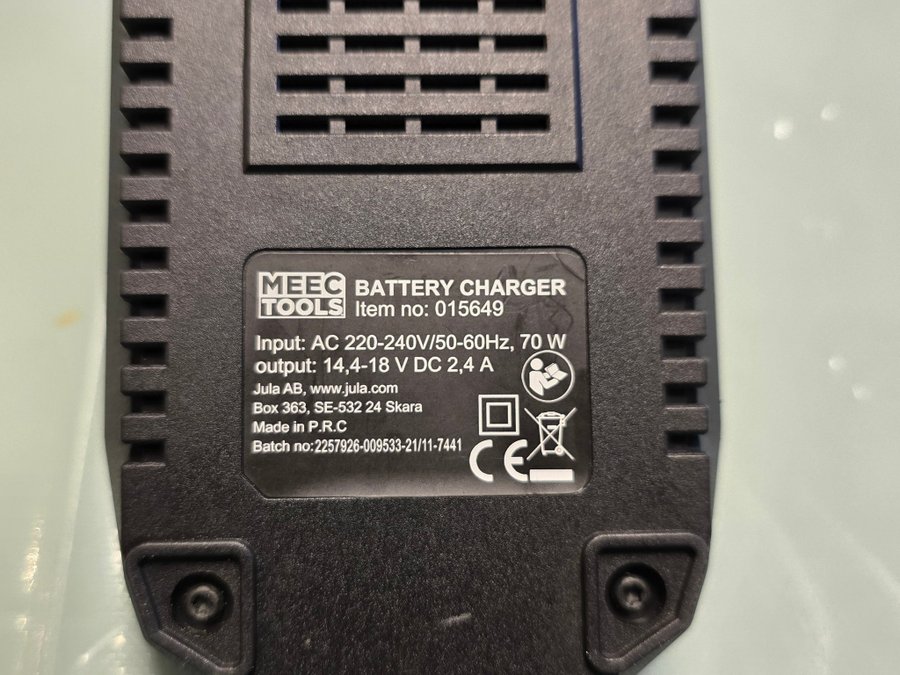 MEEC
TOOLS
BATTERY CHARGER
Item no: 015649
Input: AC 220-240V/50-60Hz, 70 W
output: 14,4-18 V DC 2,4 A
Jula AB, www.jula.com
Box 363, SE-532 24 Skara
Made in P.R.C
Batch no:2257926-009533-21/11-7441
CE